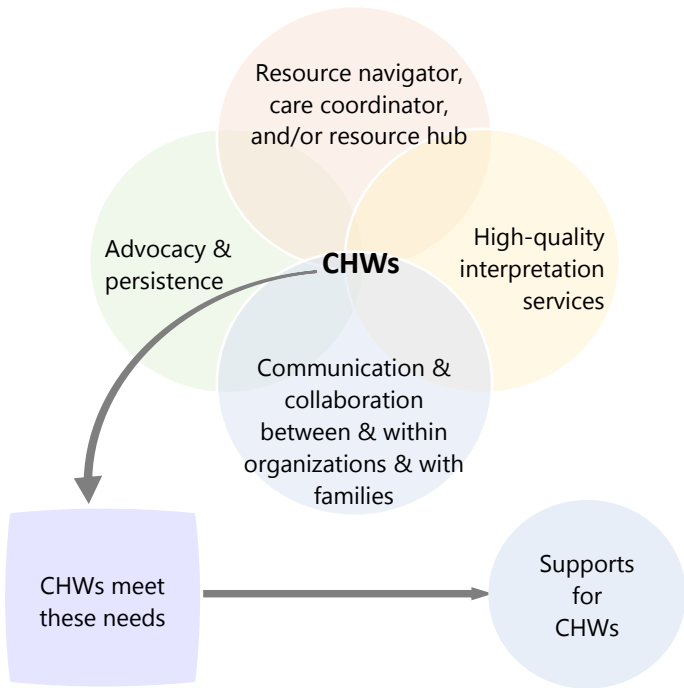 Resource navigator,
care coordinator,
and/or resource hub
Advocacy &
persistence
CHWs
High-quality
interpretation
services
Communication &
collaboration
between & within
organizations & with
families
CHWs meet
these needs
Supports
for
CHWs